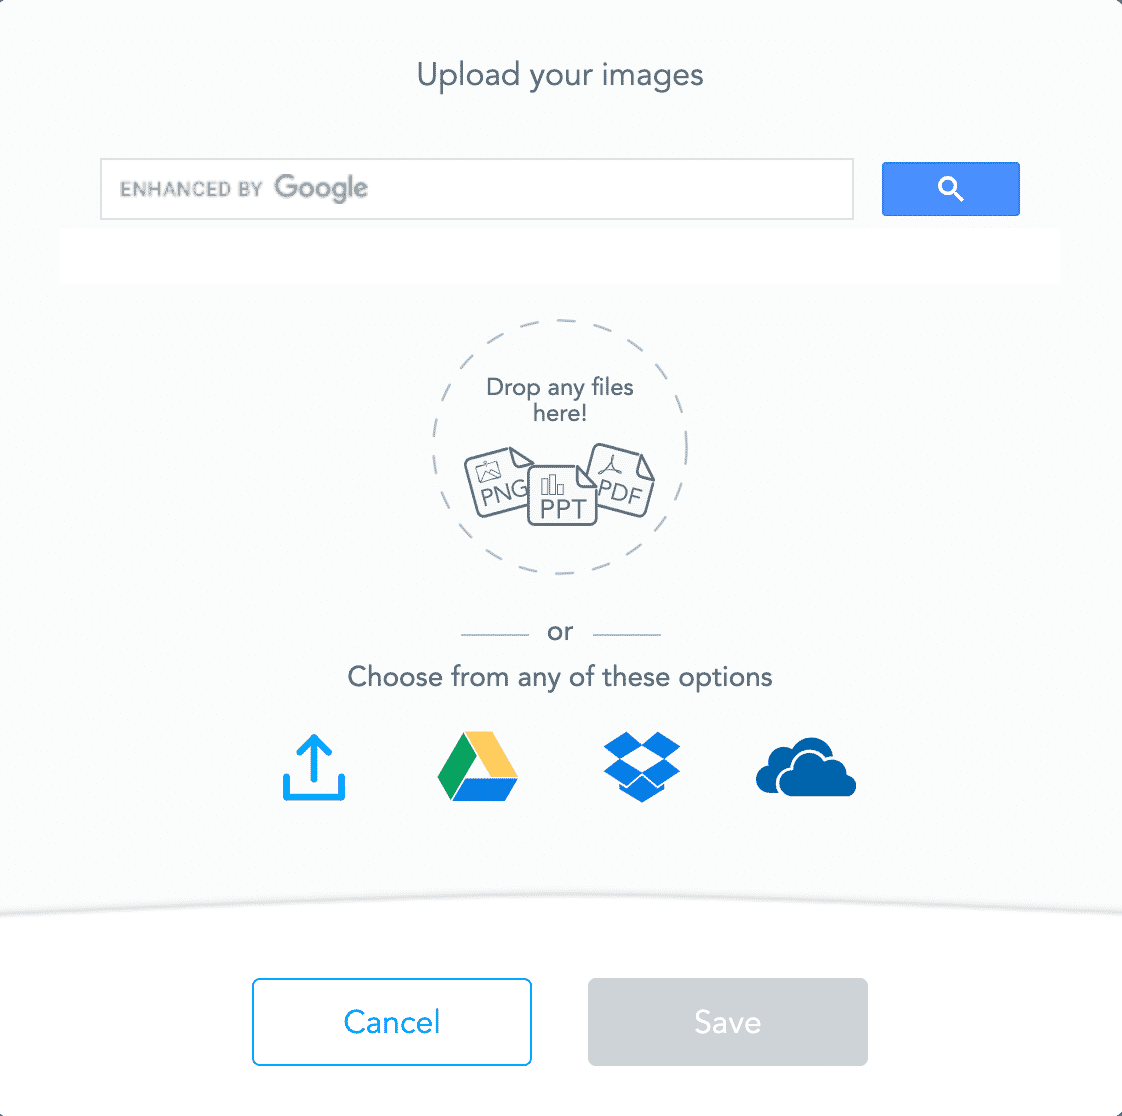 Upload your images
ENHANCED BY Google
Drop any files
here!
PNG
PPT
PDF
or
Choose from any of these options
Cancel
Save